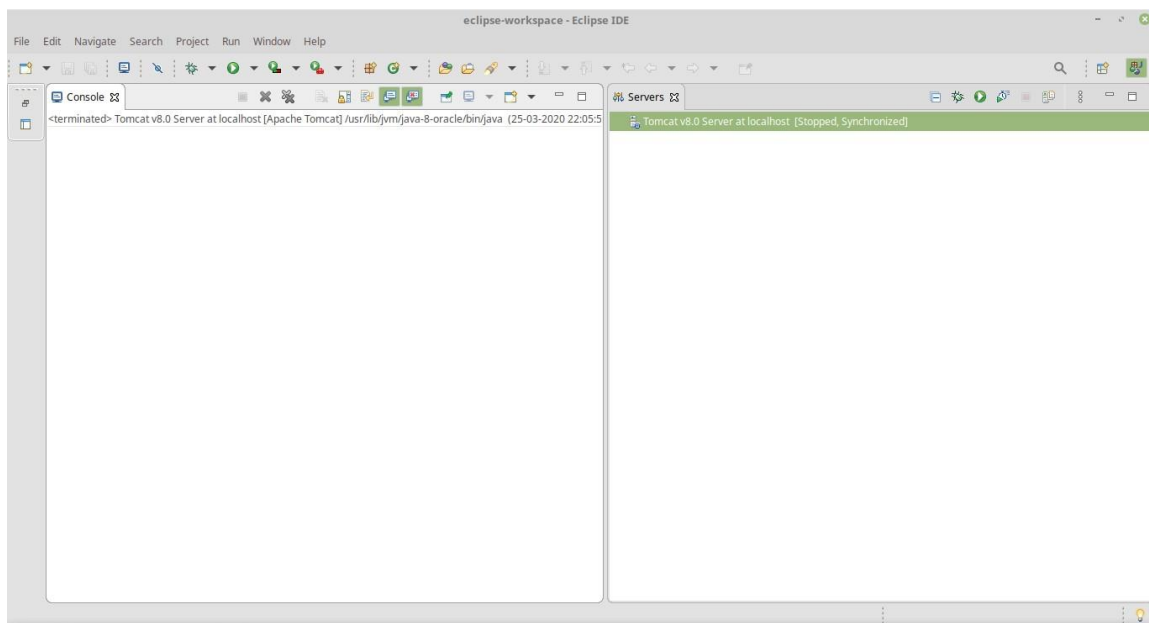 eclipse-workspace - Eclipse IDE
File Edit Navigate Search Project Run Window Help
Console
<terminated> Tomcat v8.0 Server at localhost [Apache Tomcat] /usr/lib/jvm/java-8-oracle/bin/java (25-03-2020 22:05:5
Servers
Tomcat v8.0 Server at localhost [Stopped, Synchronized]